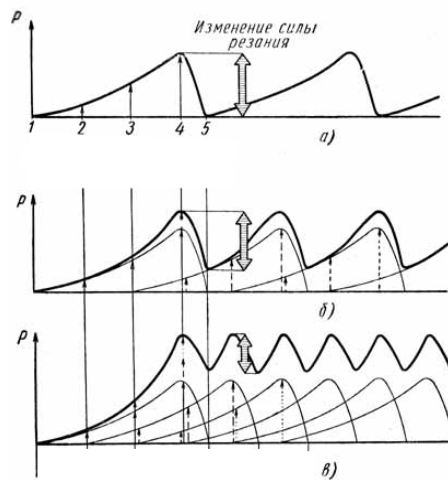 P
Изменение силы
резания
1 2 3 4 5
а)
P
б)
P
в)